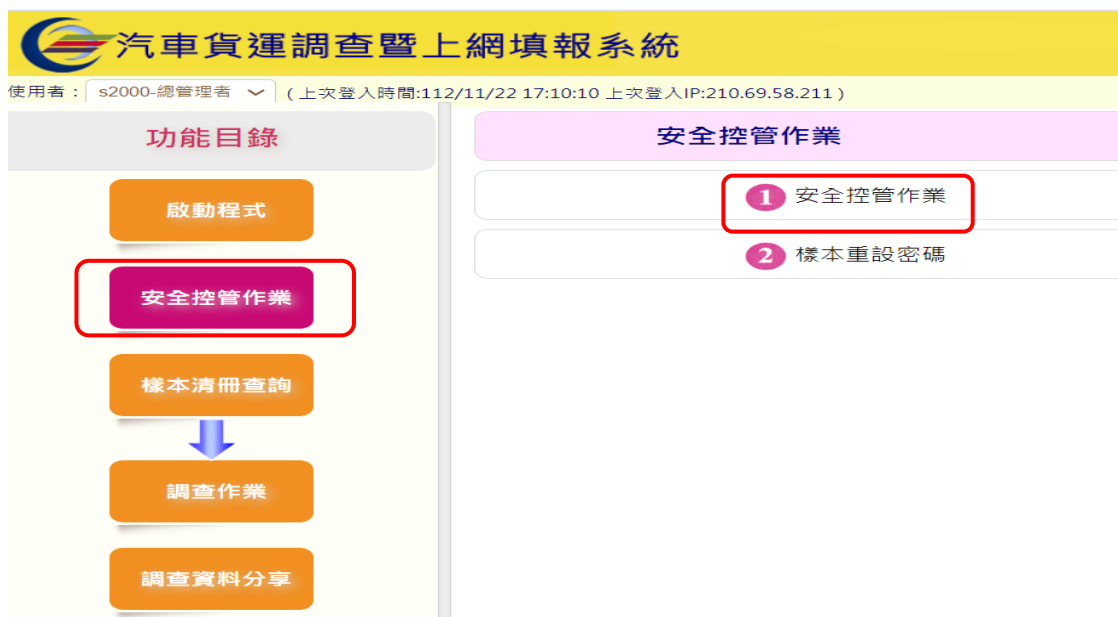 汽車貨運調查暨上網填報系統
使用者： s2000-總管理者 (上次登入時間:112/11/22 17:10:10 上次登入IP:210.69.58.211)
功能目錄
啟動程式
安全控管作業
樣本清冊查詢
調查作業
調查資料分享
安全控管作業
1 安全控管作業
2 樣本重設密碼